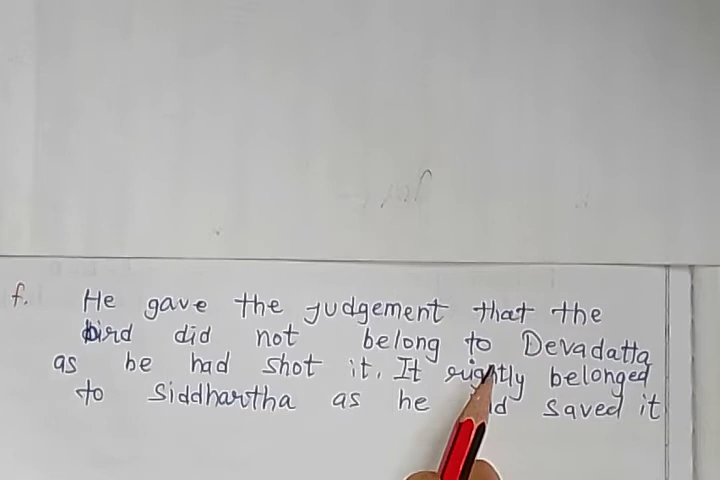 f. He gave the judgement that the
bird did not belong to Devadatta
as he had shot it. It rightly belonged
to Siddhartha as he saved it